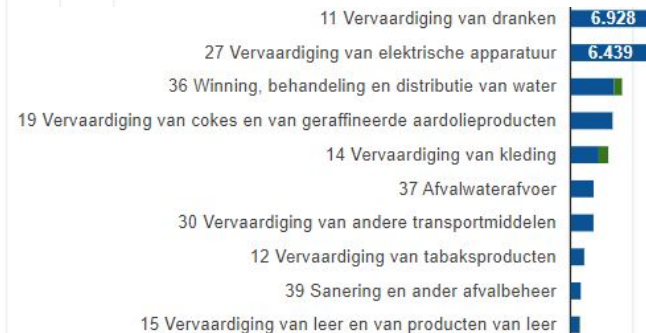 11 Vervaardiging van dranken 6.928
27 Vervaardiging van elektrische apparatuur 6.439
36 Winning, behandeling en distributie van water
19 Vervaardiging van cokes en van geraffineerde aardolieproducten
14 Vervaardiging van kleding
37 Afvalwaterafvoer
30 Vervaardiging van andere transportmiddelen
12 Vervaardiging van tabaksproducten
39 Sanering en ander afvalbeheer
15 Vervaardiging van leer en van producten van leer